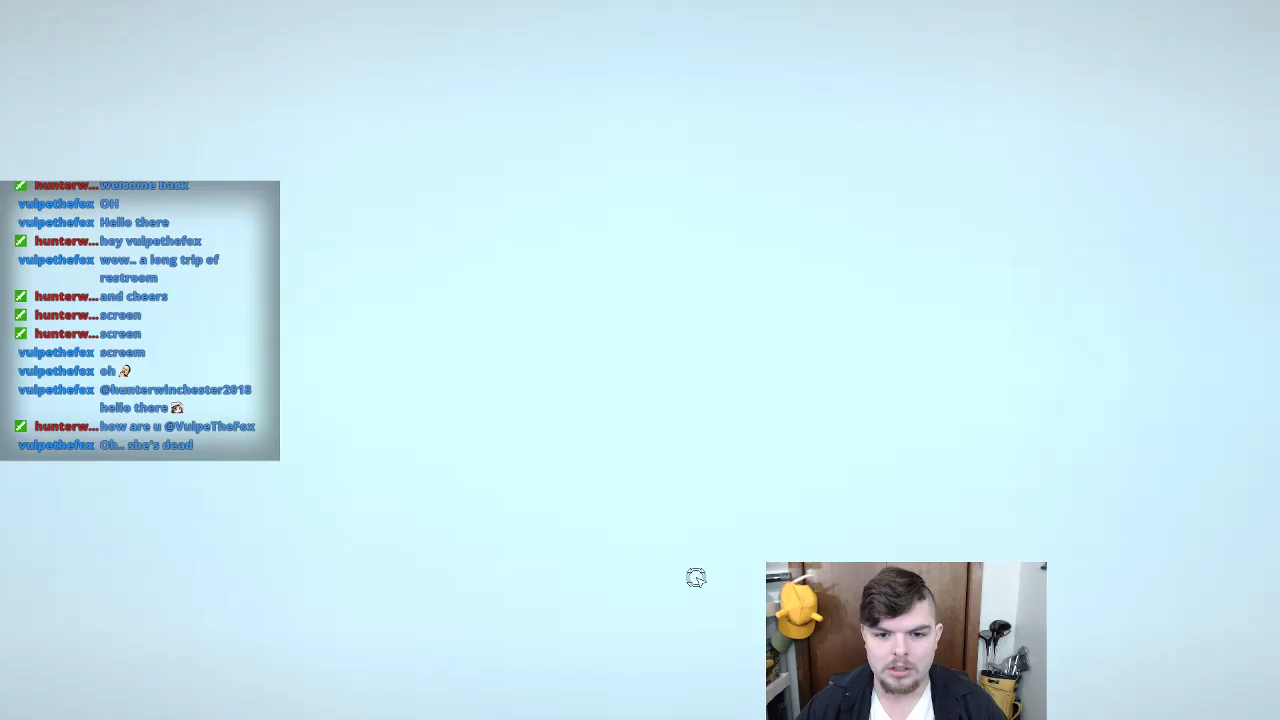 hunterw... welcome back
vulpethefox OH
vulpethefox Hello there
hunterw... hey vulpethefox
vulpethefox wow.. a long trip of
restroom
hunterw... and cheers
hunterw... screen
hunterw... screen
vulpethefox screem
vulpethefox oh
vulpethefox @hunterwinchester2018
hello there
hunterw... how are u @VulpeTheFox
vulpethefox Oh.. she's dead